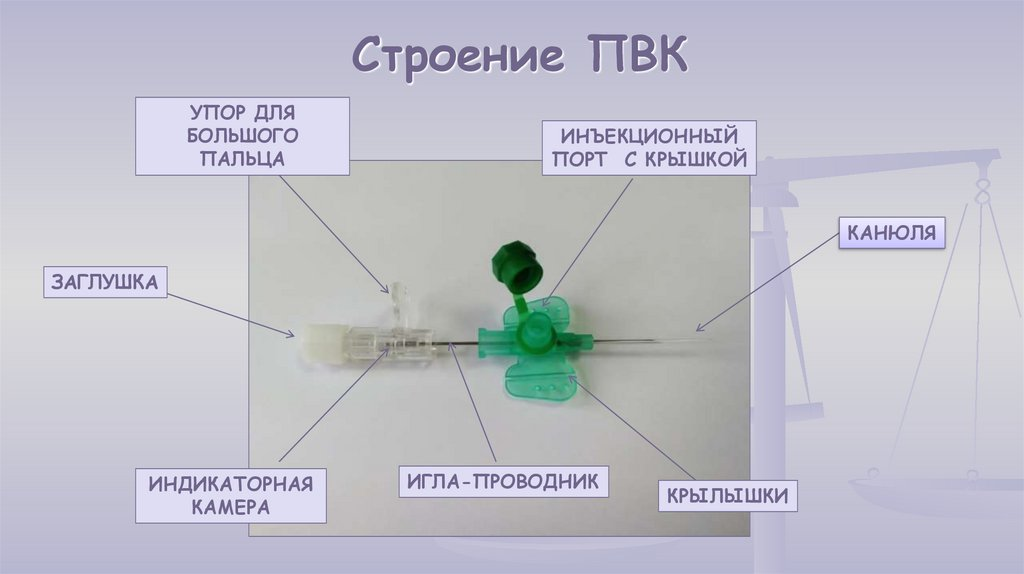 Строение ПВК
УПОР ДЛЯ
БОЛЬШОГО
ПАЛЬЦА
ИНЪЕКЦИОННЫЙ
ПОРТ С КРЫШКОЙ
КАНЮЛЯ
ЗАГЛУШКА
ИНДИКАТОРНАЯ
КАМЕРА
ИГЛА-ПРОВОДНИК
КРЫЛЫШКИ